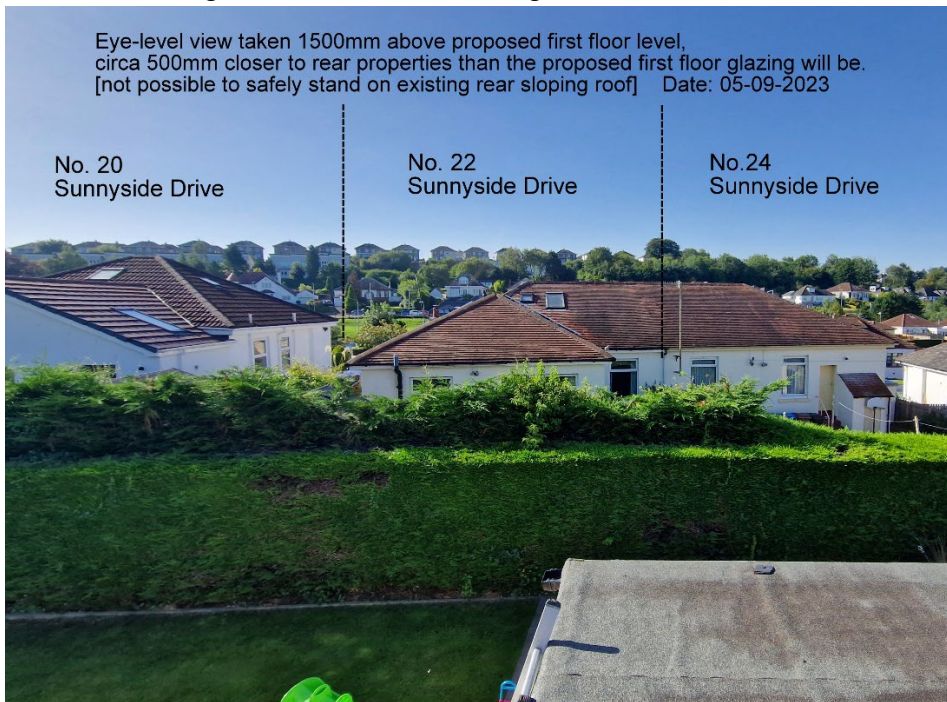 Eye-level view taken 1500mm above proposed first floor level,
circa 500mm closer to rear properties than the proposed first floor glazing will be.
[not possible to safely stand on existing rear sloping roof] Date: 05-09-2023
No. 20
Sunnyside Drive
No. 22
Sunnyside Drive
No.24
Sunnyside Drive